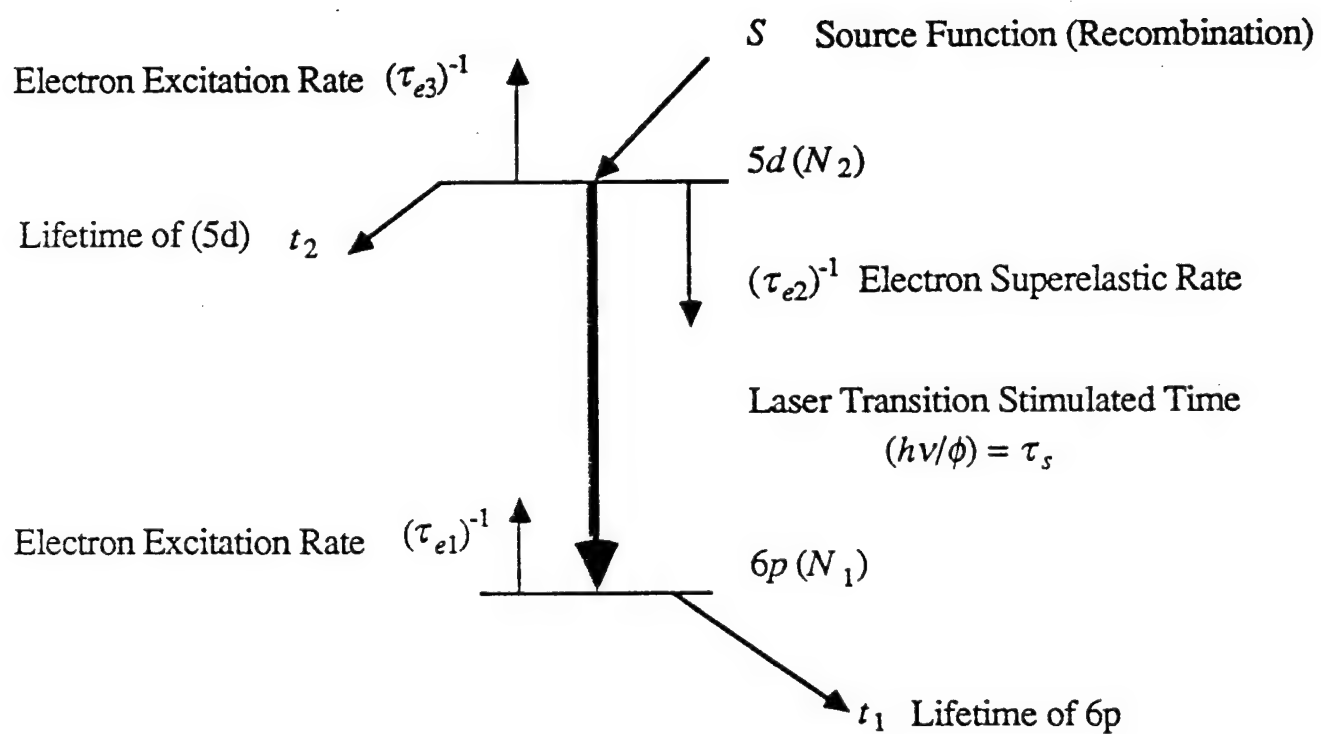 S Source Function (Recombination)
Electron Excitation Rate (τe3)⁻¹
5d (N2)
Lifetime of (5d) t2
(τe2)⁻¹ Electron Superelastic Rate
Laser Transition Stimulated Time
(hν/ϕ) = τs
Electron Excitation Rate (τe1)⁻¹
6p (N1)
t1 Lifetime of 6p